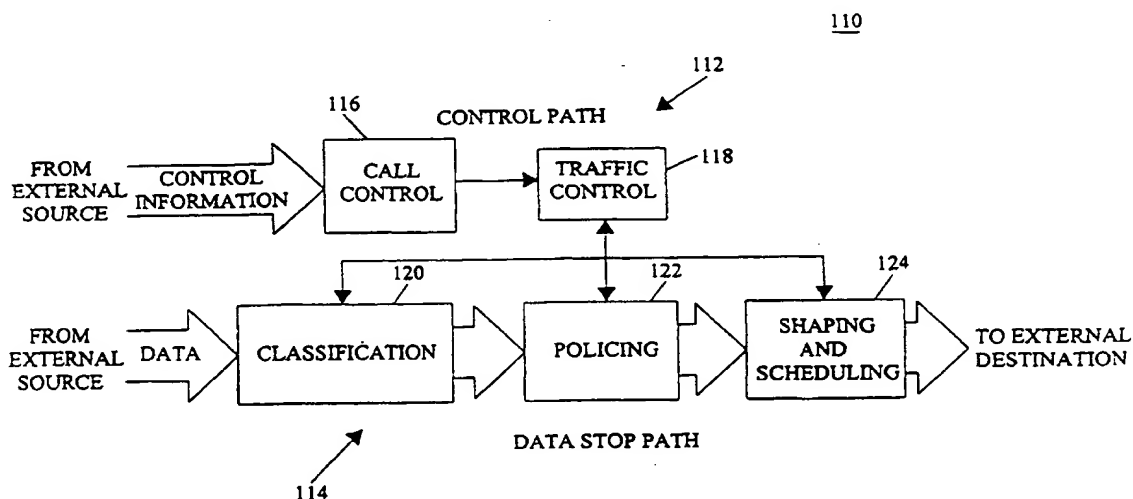 110
112
116
CONTROL PATH
FROM
EXTERNAL
SOURCE
CONTROL
INFORMATION
CALL
CONTROL
TRAFFIC
CONTROL
118
120
122
124
FROM
EXTERNAL
SOURCE
DATA
CLASSIFICATION
POLICING
SHAPING
AND
SCHEDULING
TO EXTERNAL
DESTINATION
DATA STOP PATH
114